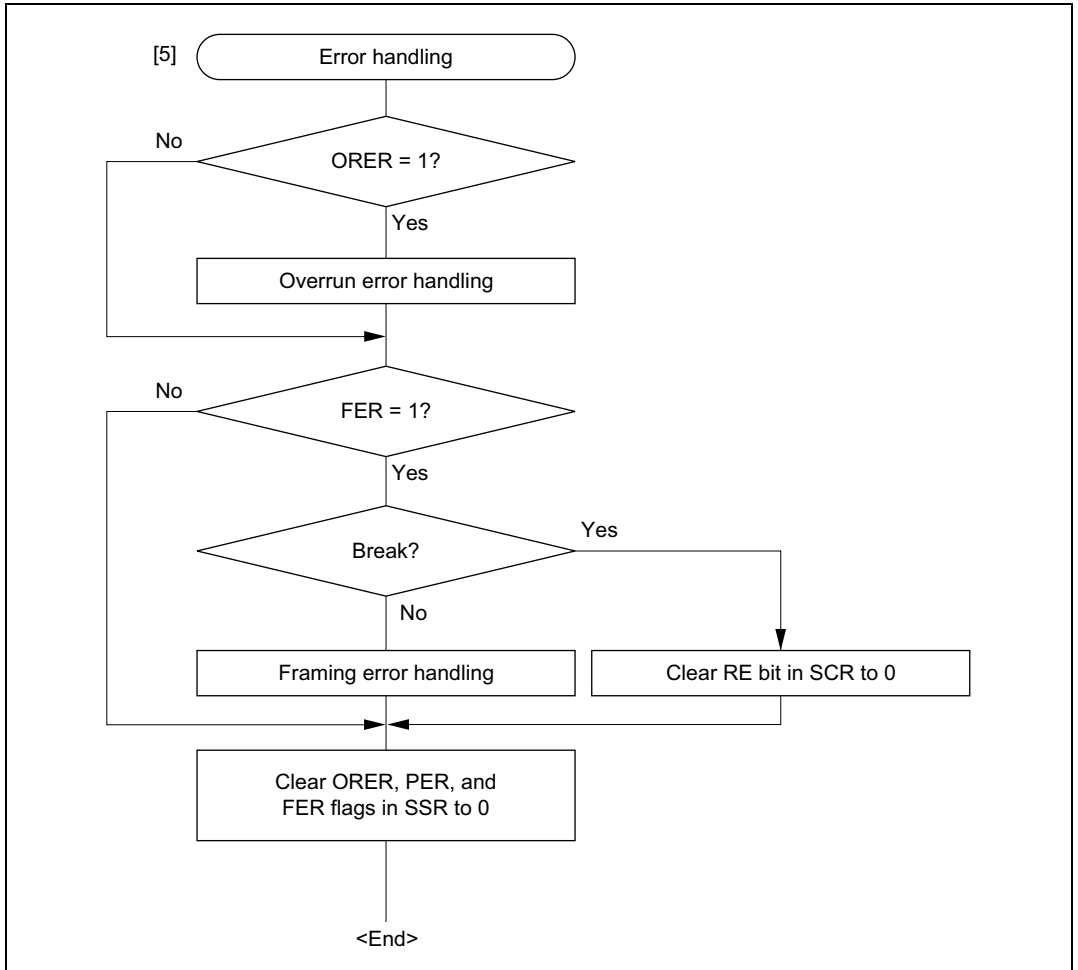 [5] Error handling
No
ORER = 1?
Yes
Overrun error handling
No
FER = 1?
Yes
Yes
Break?
No
Framing error handling
Clear RE bit in SCR to 0
Clear ORER, PER, and
FER flags in SSR to 0
<End>